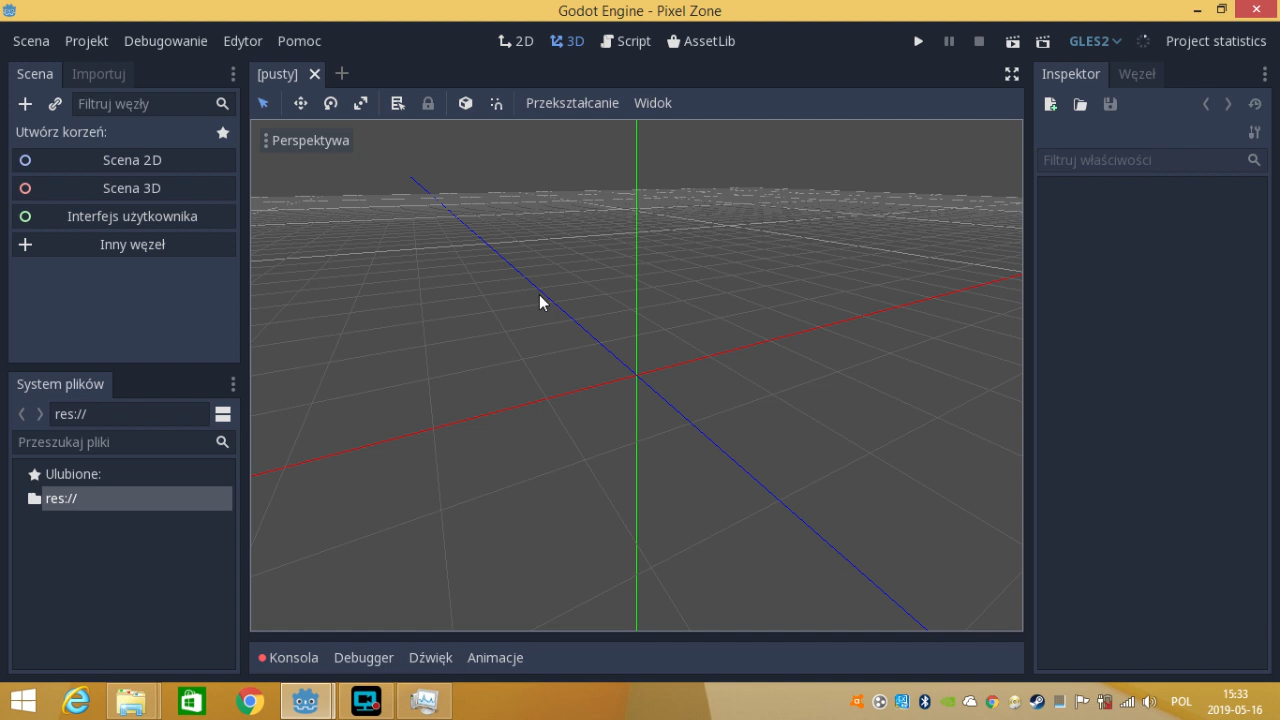 Godot Engine - Pixel Zone
Scena Projekt Debugowanie Edytor Pomoc
2D 3D Script AssetLib
GLES2 Project statistics
Scena Importuj
Filtruj węzły
Utwórz korzeń:
Scena 2D
Scena 3D
Interfejs użytkownika
Inny węzeł
System plików
res://
Przeszukaj pliki
Ulubione:
res://
[pusty]
Przekształcanie Widok
Perspektywa
Konsola Debugger Dźwięk Animacje
Inspektor Węzeł
Filtruj właściwości
POL
15:33
2019-05-16